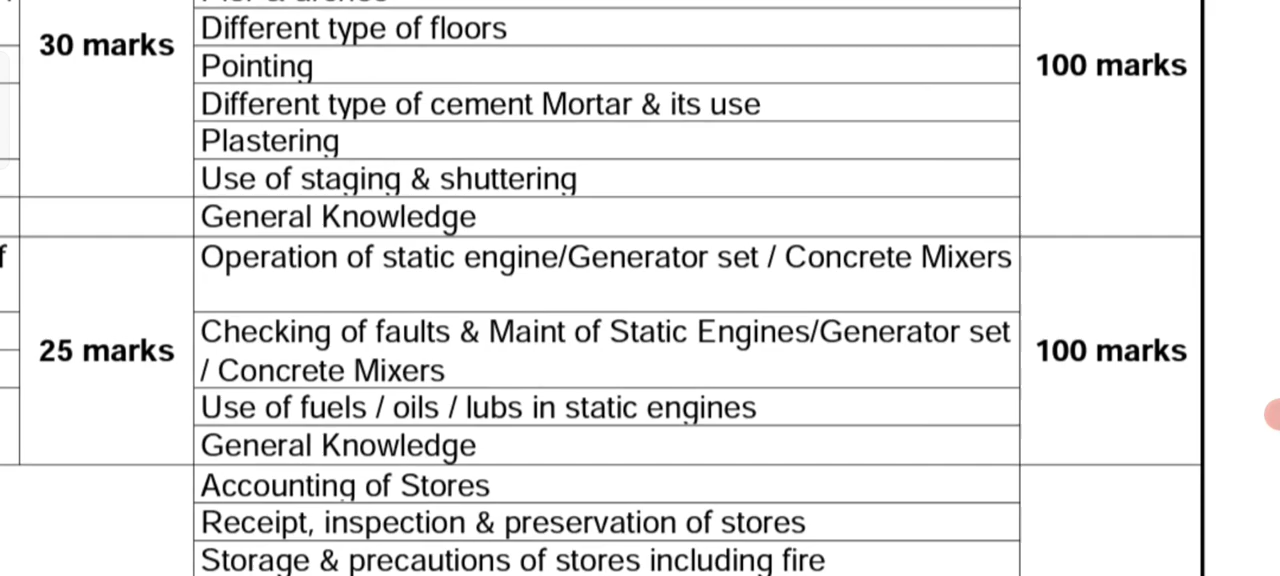 Different type of floors
30 marks
Pointing
100 marks
Different type of cement Mortar & its use
Plastering
Use of staging & shuttering
General Knowledge
f
Operation of static engine/Generator set / Concrete Mixers
Checking of faults & Maint of Static Engines/Generator set
/ Concrete Mixers
25 marks
100 marks
Use of fuels / oils / lubs in static engines
General Knowledge
Accounting of Stores
Receipt, inspection & preservation of stores
Storage & precautions of stores including fire